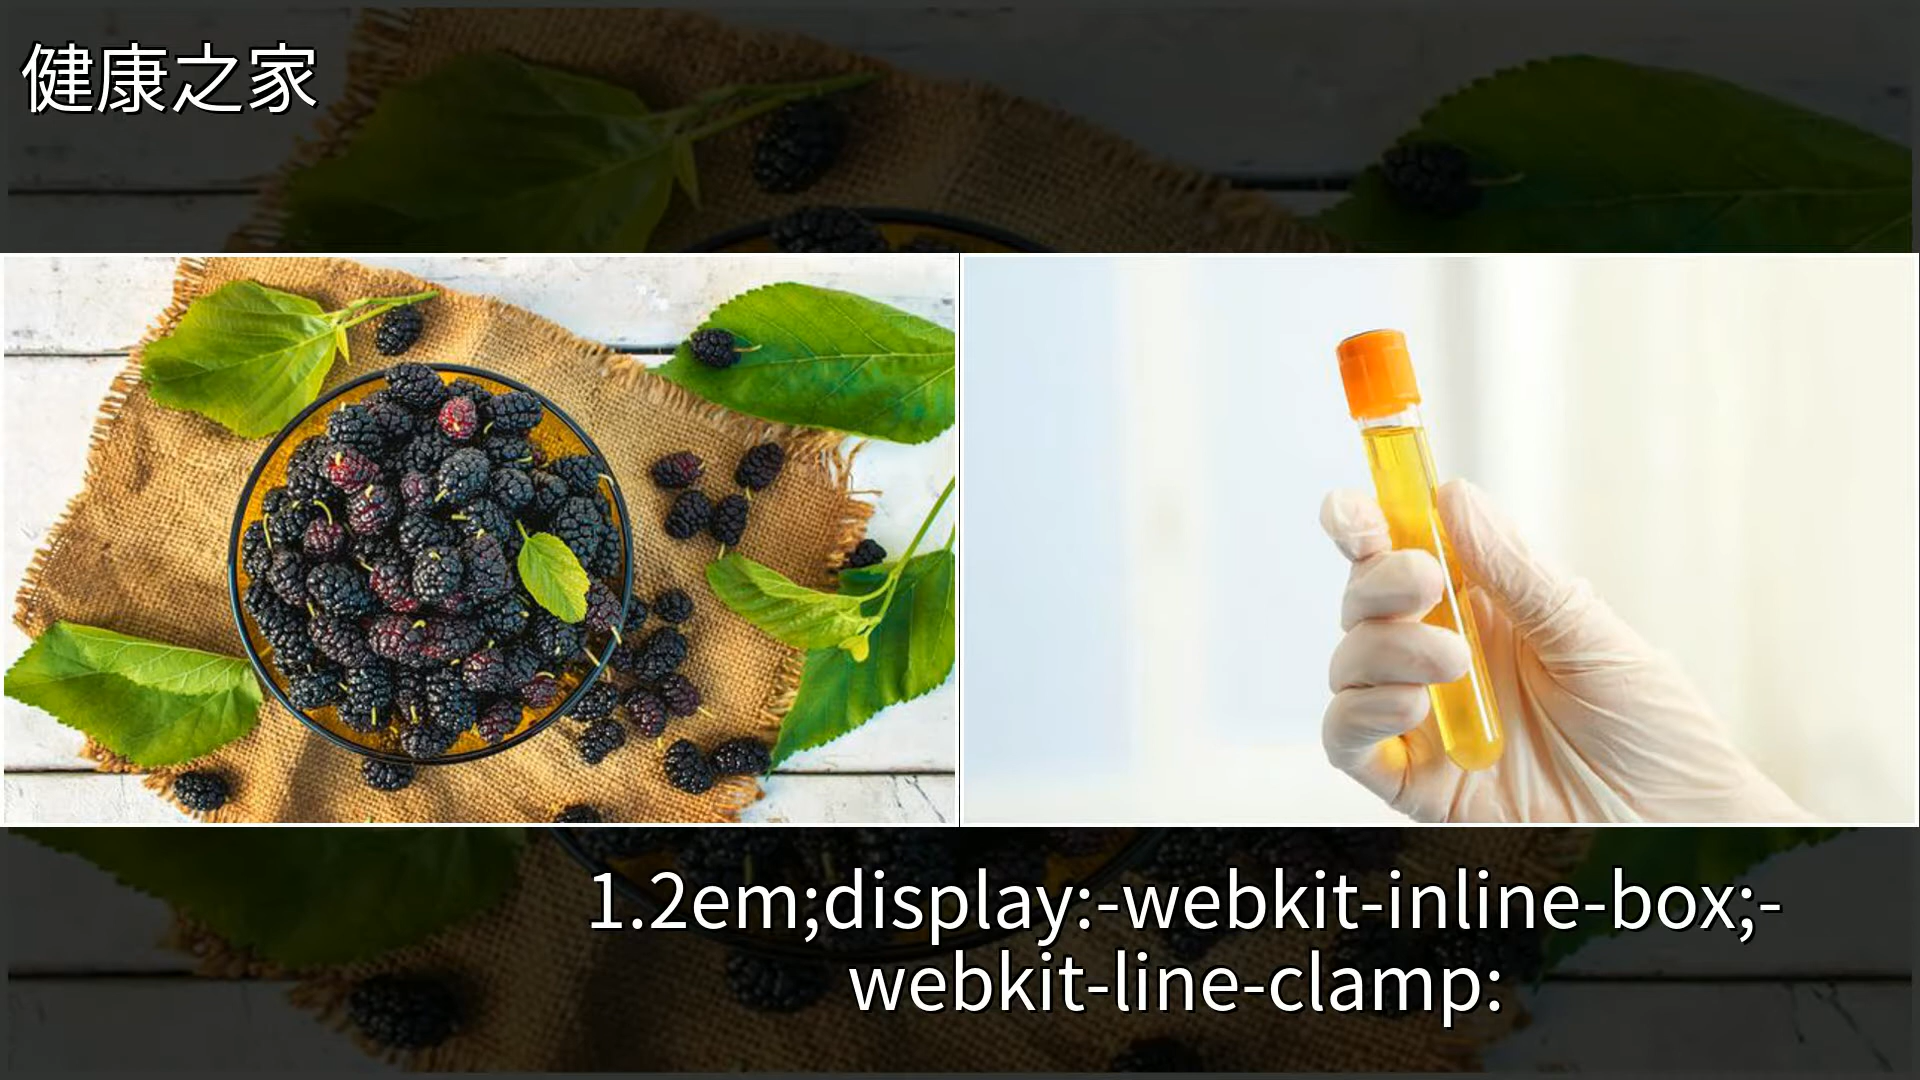 健康之家
1.2em;display:-webkit-inline-box;-
webkit-line-clamp: